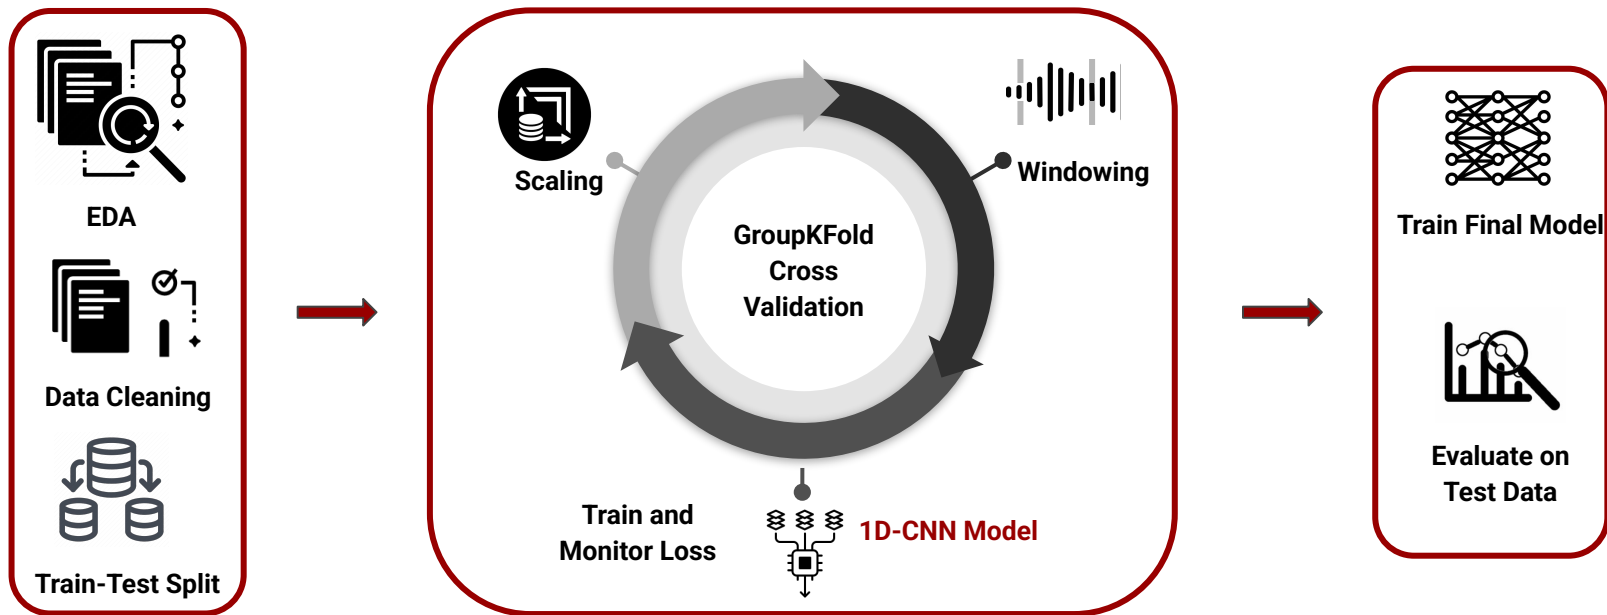 EDA
Data Cleaning
Train-Test Split
Scaling
Windowing
GroupKFold
Cross
Validation
Train and
Monitor Loss
1D-CNN Model
Train Final Model
Evaluate on
Test Data